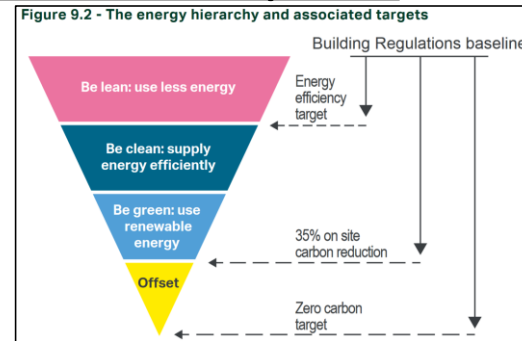 Figure 9.2 - The energy hierarchy and associated targets
Building Regulations baseline
Be lean: use less energy
Energy
efficiency
target
Be clean: supply
energy efficiently
Be green: use
renewable
energy
35% on site
carbon reduction
Offset
Zero carbon
target